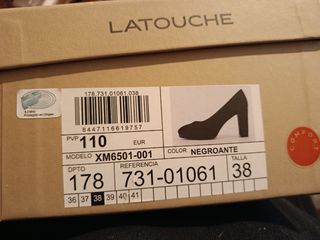 LATOUCHE
178.731.01061.038
8447116619757
PVP 110 EUR
MODELO XM6501-001
COLOR NEGROANTE
DPTO REFERENCIA TALLA
178 731-01061 38
36 37 38 39 40 41
COMFORT